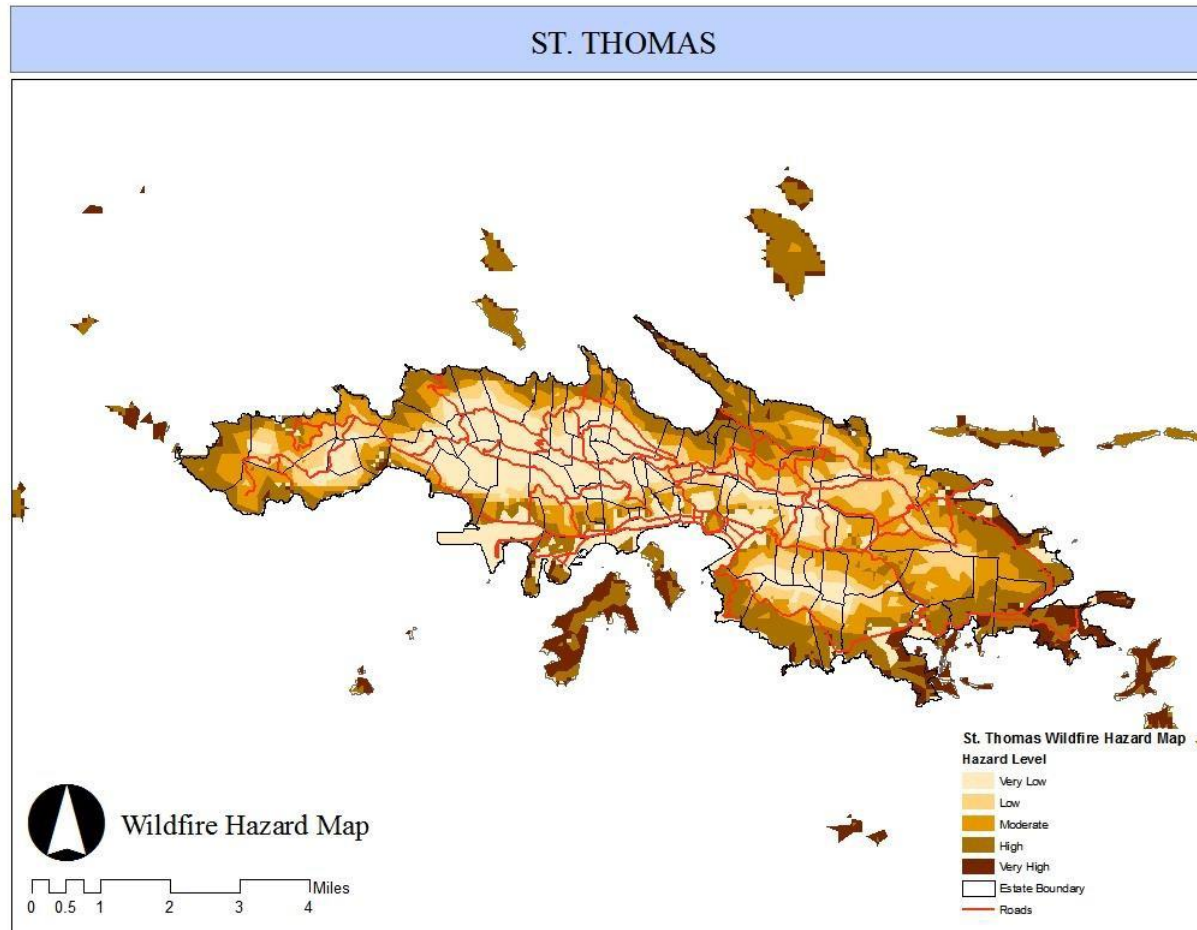 ST. THOMAS
St. Thomas Wildfire Hazard Map
Hazard Level
Very Low
Low
Moderate
High
Very High
Estate Boundary
Roads
Wildfire Hazard Map
Miles
0 0.5 1 2 3 4